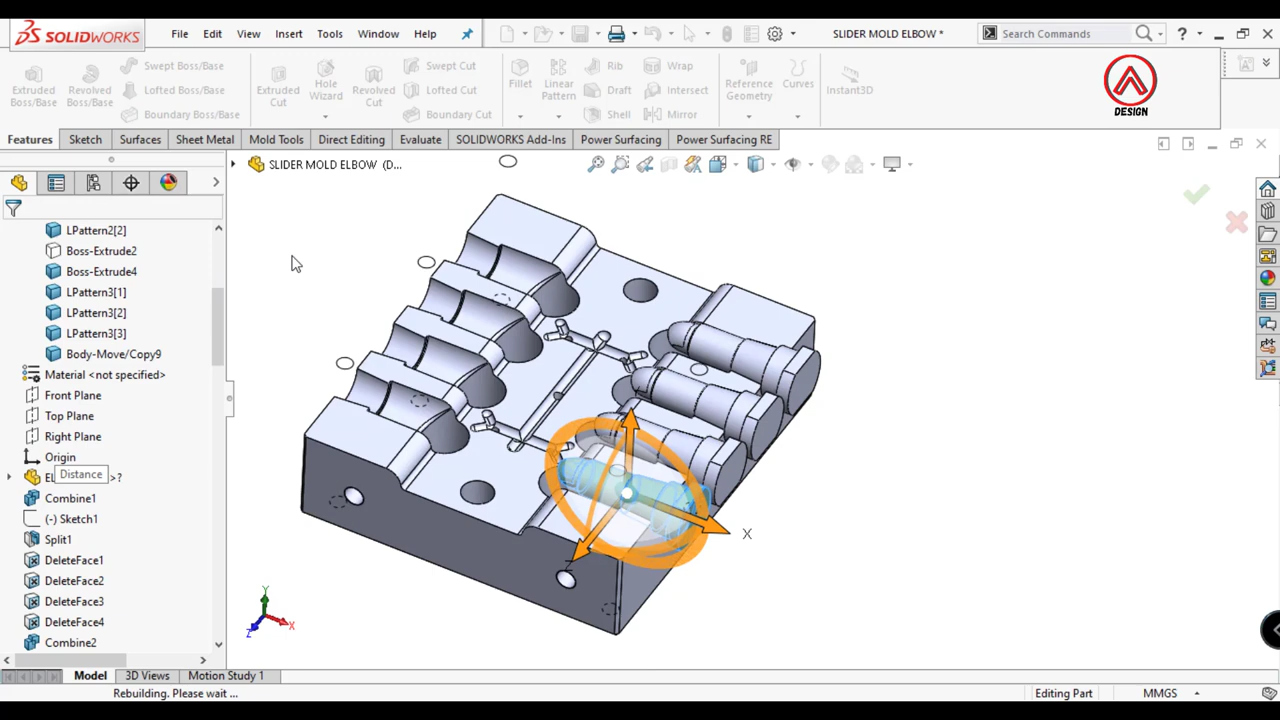 SOLIDWORKS File Edit View Insert Tools Window Help SLIDER MOLD ELBOW * Search Commands ?
Extruded Boss/Base
Revolved Boss/Base
Swept Boss/Base
Lofted Boss/Base
Boundary Boss/Base
Extruded Cut
Hole Wizard
Revolved Cut
Swept Cut
Lofted Cut
Boundary Cut
Fillet
Linear Pattern
Rib
Draft
Shell
Wrap
Intersect
Mirror
Reference Geometry
Curves
Instant3D
DESIGN
Features Sketch Surfaces Sheet Metal Mold Tools Direct Editing Evaluate SOLIDWORKS Add-Ins Power Surfacing Power Surfacing RE
SLIDER MOLD ELBOW (D...
LPattern2[2]
Boss-Extrude2
Boss-Extrude4
LPattern3[1]
LPattern3[2]
LPattern3[3]
Body-Move/Copy9
Material <not specified>
Front Plane
Top Plane
Right Plane
Origin
Distance
>?
Combine1
(-) Sketch1
Split1
DeleteFace1
DeleteFace2
DeleteFace3
DeleteFace4
Combine2
X
Z
Y
X
Z
Model 3D Views Motion Study 1
Rebuilding. Please wait ... Editing Part MMGS